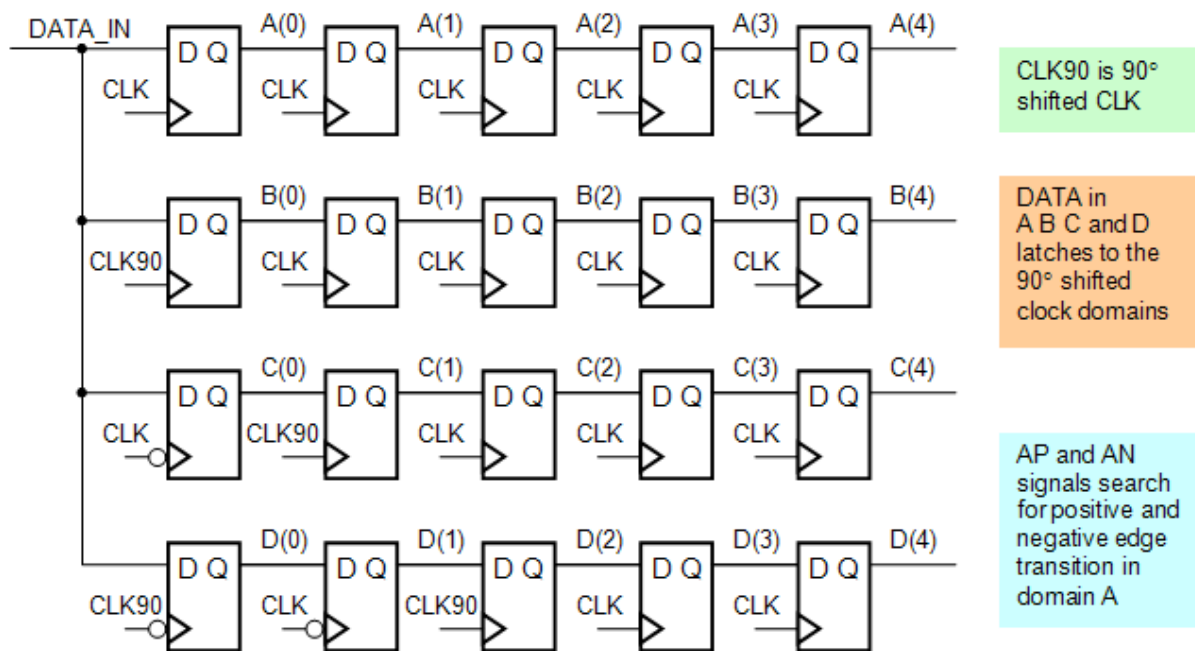 DATA_IN A(0) A(1) A(2) A(3) A(4)
D Q D Q D Q D Q D Q
CLK CLK CLK CLK CLK
CLK90 is 90°
shifted CLK
B(0) B(1) B(2) B(3) B(4)
D Q D Q D Q D Q D Q
CLK90 CLK CLK CLK CLK
DATA in
A B C and D
latches to the
90° shifted
clock domains
C(0) C(1) C(2) C(3) C(4)
D Q D Q D Q D Q D Q
CLK CLK90 CLK CLK CLK
D(0) D(1) D(2) D(3) D(4)
D Q D Q D Q D Q D Q
CLK90 CLK CLK90 CLK CLK
AP and AN
signals search
for positive and
negative edge
transition in
domain A